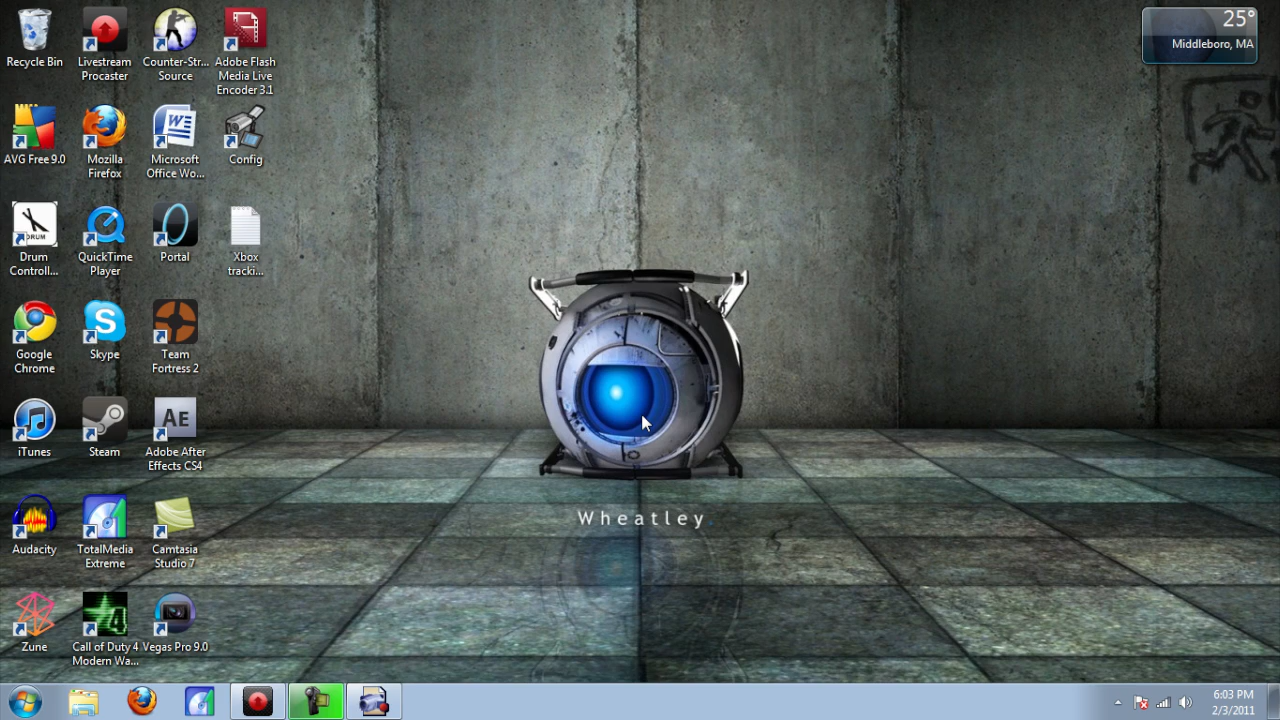 Recycle Bin
Livestream
Procaster
Counter-Str...
Source
Adobe Flash
Media Live
Encoder 3.1
25°
Middleboro, MA
AVG Free 9.0
Mozilla
Firefox
W
Microsoft
Office Wo...
Config
DRUM
Drum
Controll...
QuickTime
Player
Portal
Xbox
tracki...
Google
Chrome
S
Skype
Team
Fortress 2
iTunes
Steam
AE
Adobe After
Effects CS4
Wheatley
Audacity
TotalMedia
Extreme
Camtasia
Studio 7
Zune
4
Call of Duty 4
Modern Wa...
Vegas Pro 9.0
6:03 PM
2/3/2011